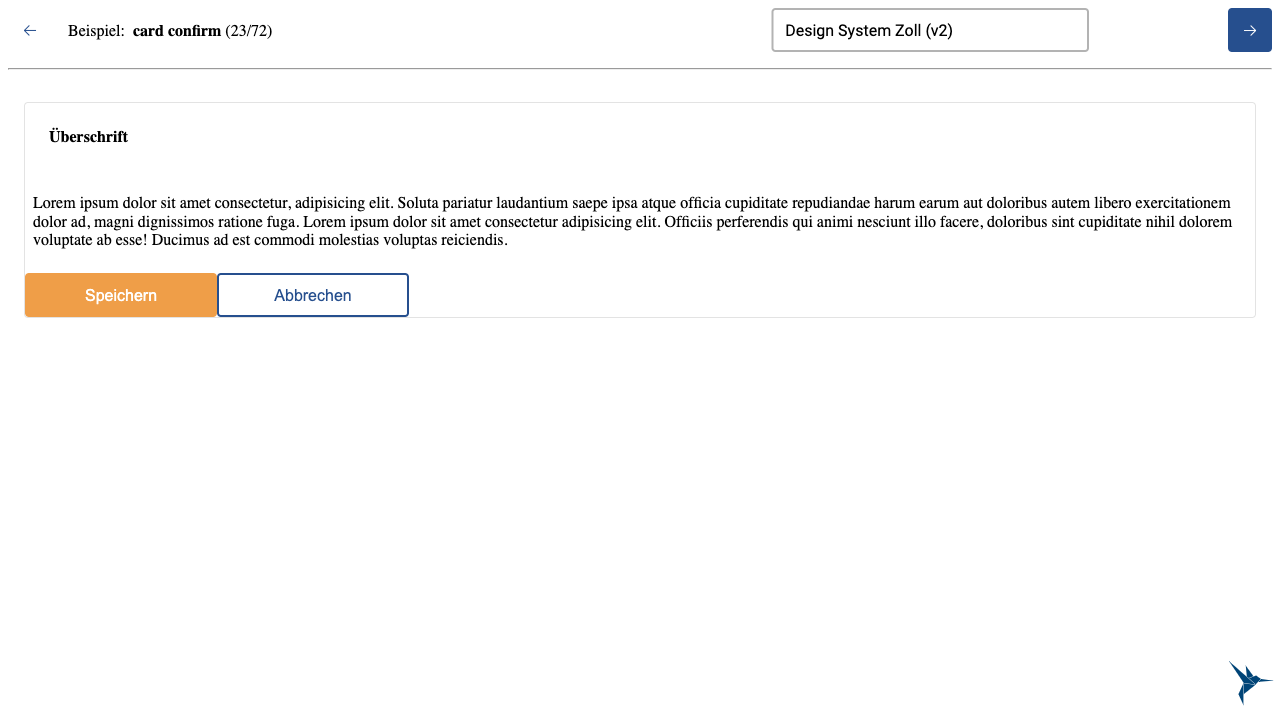 Beispiel: card confirm (23/72)
Design System Zoll (v2)
Überschrift
Lorem ipsum dolor sit amet consectetur, adipisicing elit. Soluta pariatur laudantium saepe ipsa atque officia cupiditate repudiandae harum earum aut doloribus autem libero exercitationem
dolor ad, magni dignissimos ratione fuga. Lorem ipsum dolor sit amet consectetur adipisicing elit. Officiis perferendis qui animi nesciunt illo facere, doloribus sint cupiditate nihil dolorem
voluptate ab esse! Ducimus ad est commodi molestias voluptas reiciendis.
Speichern
Abbrechen